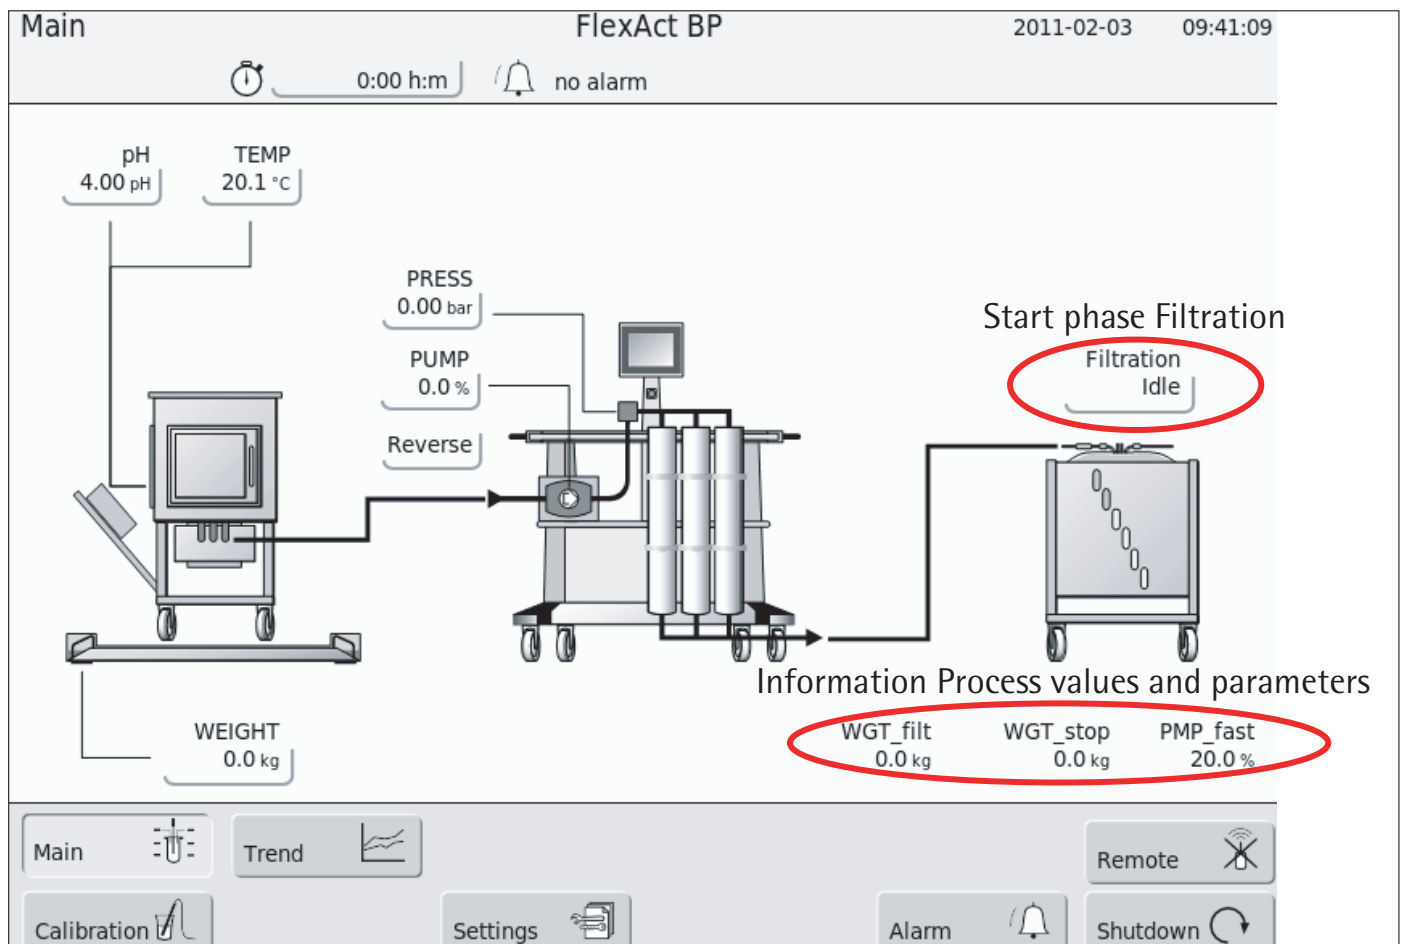 Main FlexAct BP 2011-02-03 09:41:09
0:00 h:m no alarm
pH TEMP
4.00 pH 20.1 °C
PRESS
0.00 bar
Start phase Filtration
PUMP
0.0 %
Filtration
Idle
Reverse
Information Process values and parameters
WEIGHT
0.0 kg
WGT_filt WGT_stop PMP_fast
0.0 kg 0.0 kg 20.0 %
Main Trend Remote
Calibration Settings Alarm Shutdown